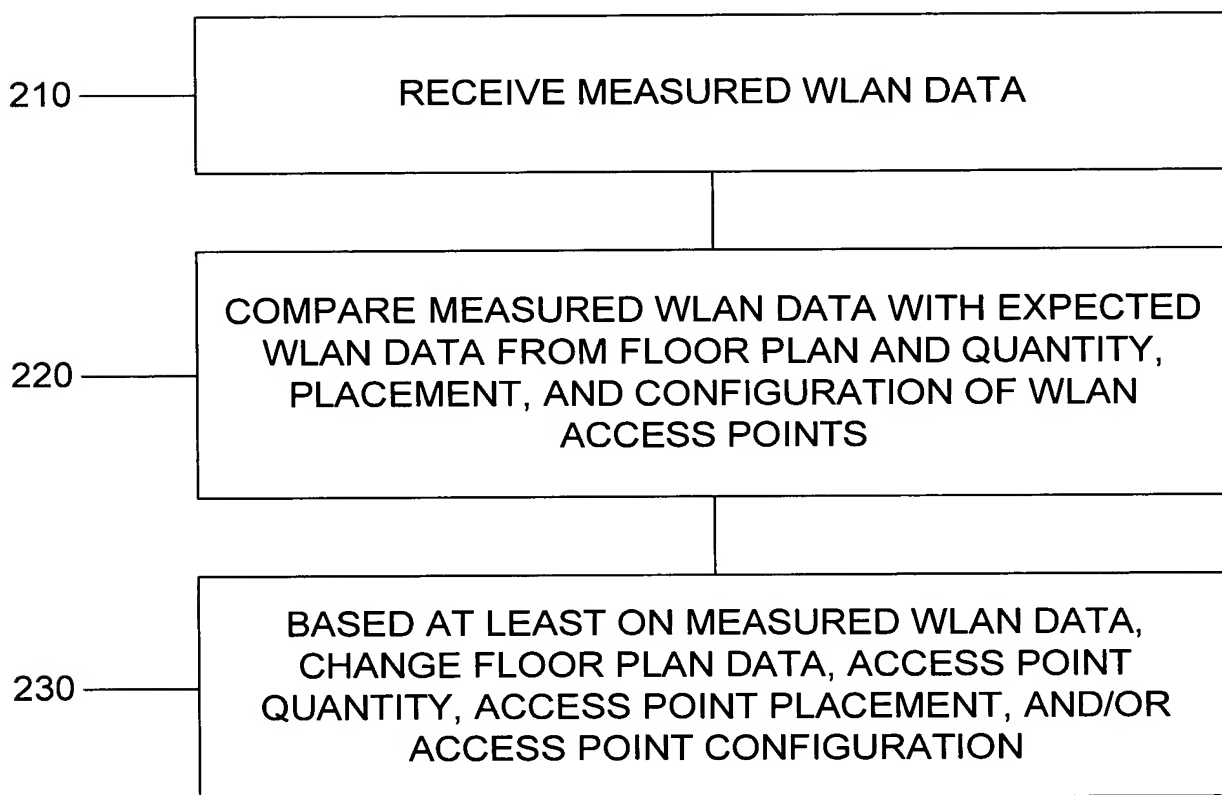 210
RECEIVE MEASURED WLAN DATA
220
COMPARE MEASURED WLAN DATA WITH EXPECTED
WLAN DATA FROM FLOOR PLAN AND QUANTITY,
PLACEMENT, AND CONFIGURATION OF WLAN
ACCESS POINTS
230
BASED AT LEAST ON MEASURED WLAN DATA,
CHANGE FLOOR PLAN DATA, ACCESS POINT
QUANTITY, ACCESS POINT PLACEMENT, AND/OR
ACCESS POINT CONFIGURATION